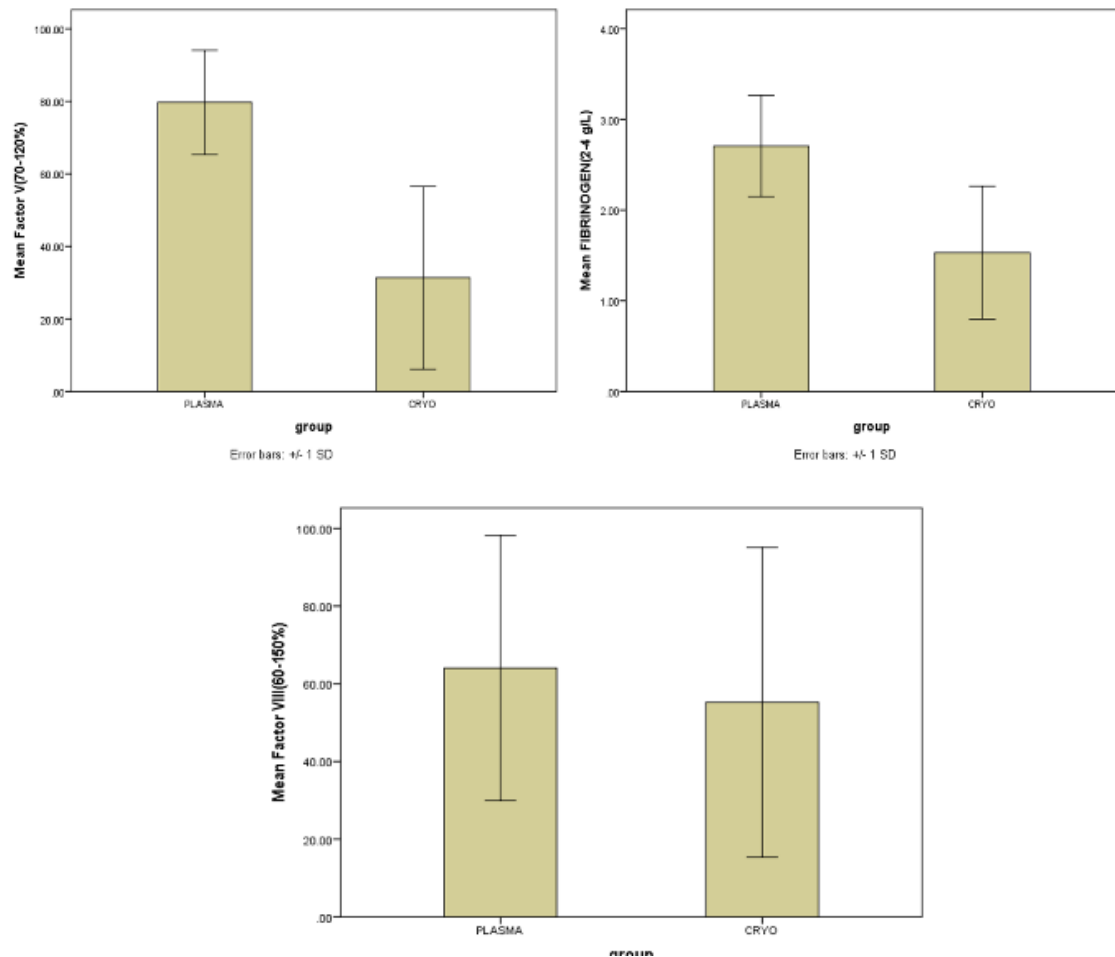 Mean Factor V(70-120%)
100.00
80.00
60.00
40.00
20.00
.00
PLASMA
CRYO
group
Error bars: +/- 1 SD
Mean FIBRINOGEN(2-4 g/L)
4.00
3.00
2.00
1.00
.00
PLASMA
CRYO
group
Error bars: +/- 1 SD
Mean Factor VIII(60-150%)
100.00
80.00
60.00
40.00
20.00
.00
PLASMA
CRYO
group